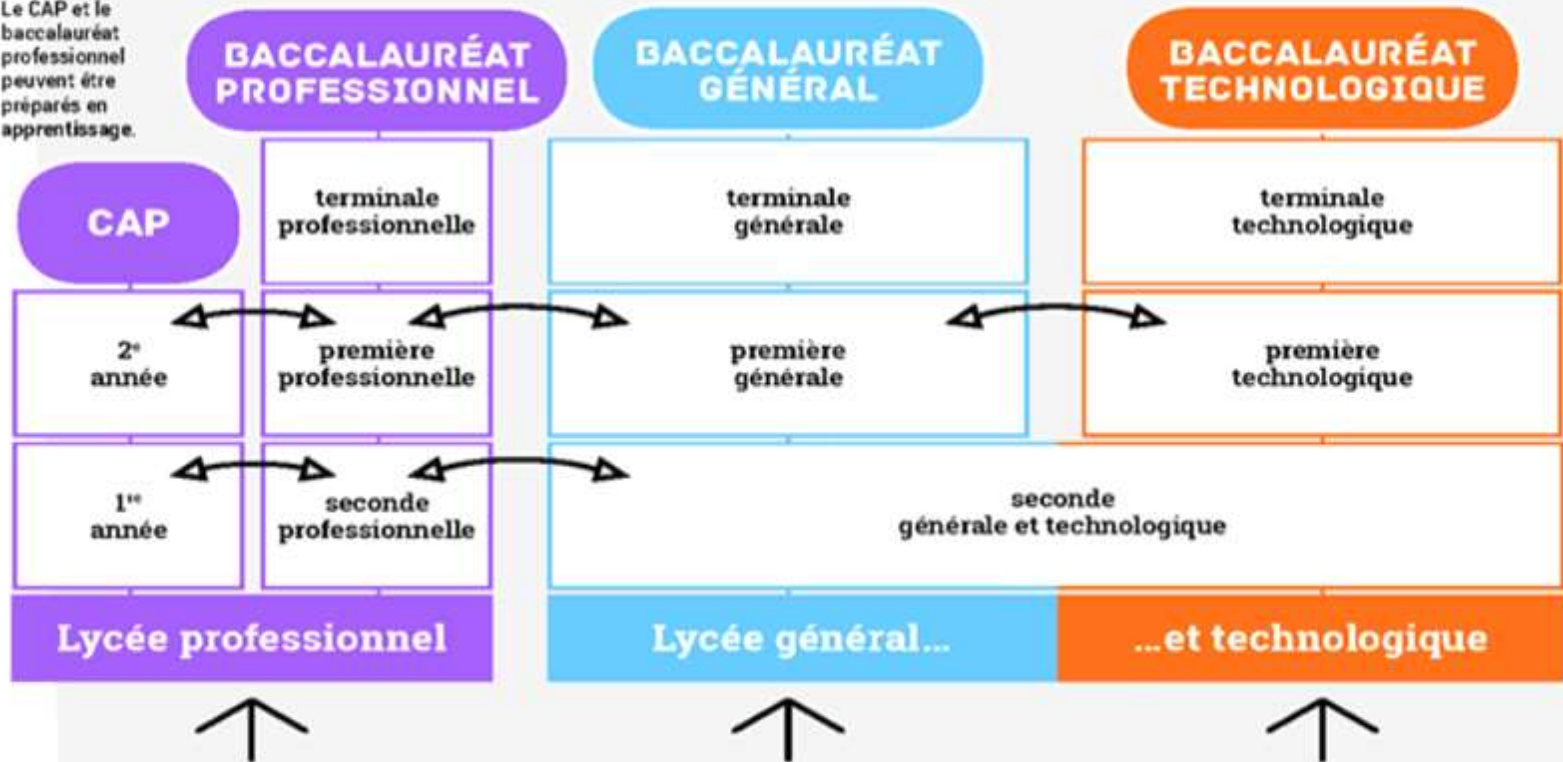 Le CAP et le
baccalauréat
professionnel
peuvent être
préparés en
apprentissage.
BACCALAURÉAT
PROFESSIONNEL
BACCALAURÉAT
GÉNÉRAL
BACCALAURÉAT
TECHNOLOGIQUE
CAP
terminale
professionnelle
terminale
générale
terminale
technologique
2e
année
première
professionnelle
première
générale
première
technologique
1re
année
seconde
professionnelle
seconde
générale et technologique
Lycée professionnel
Lycée général...
...et technologique